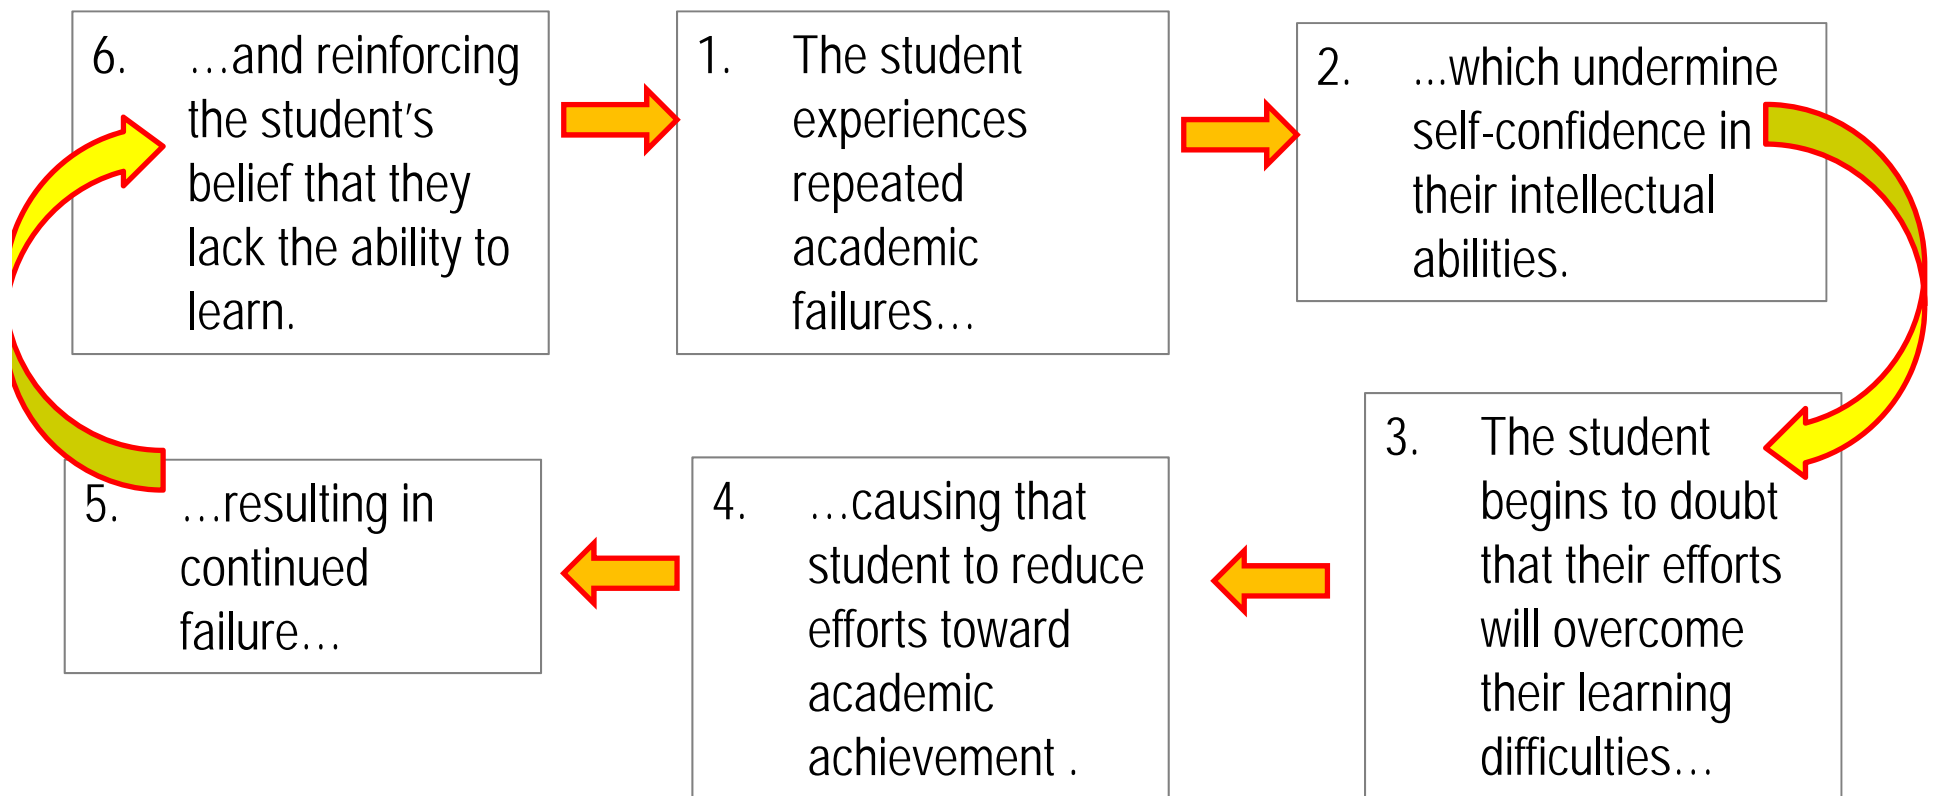 6. …and reinforcing
the student's
belief that they
lack the ability to
learn.
1. The student
experiences
repeated
academic
failures…
2. …which undermine
self-confidence in
their intellectual
abilities.
3. The student
begins to doubt
that their efforts
will overcome
their learning
difficulties…
4. …causing that
student to reduce
efforts toward
academic
achievement .
5. …resulting in
continued
failure…